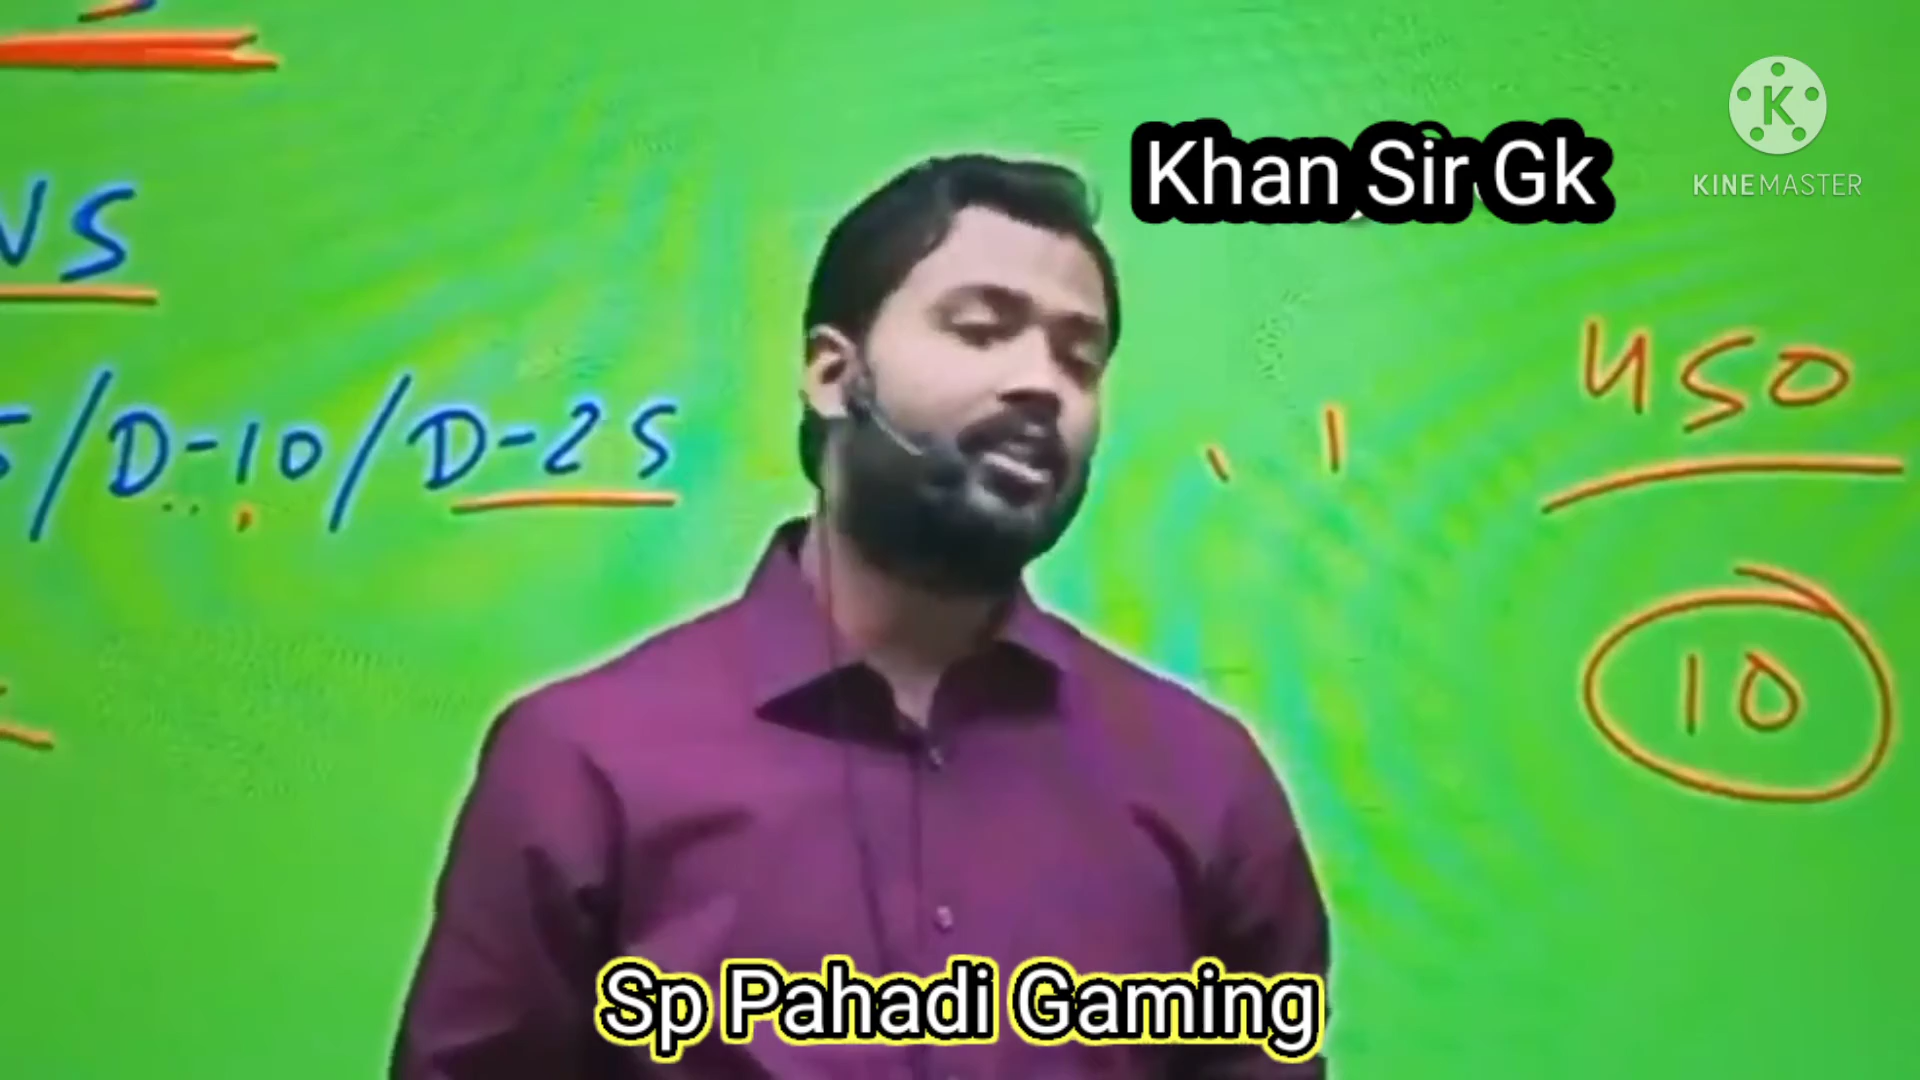 Khan Sir Gk
KINEMASTER
NS
450
/D-10/D-25
10
Sp Pahadi Gaming